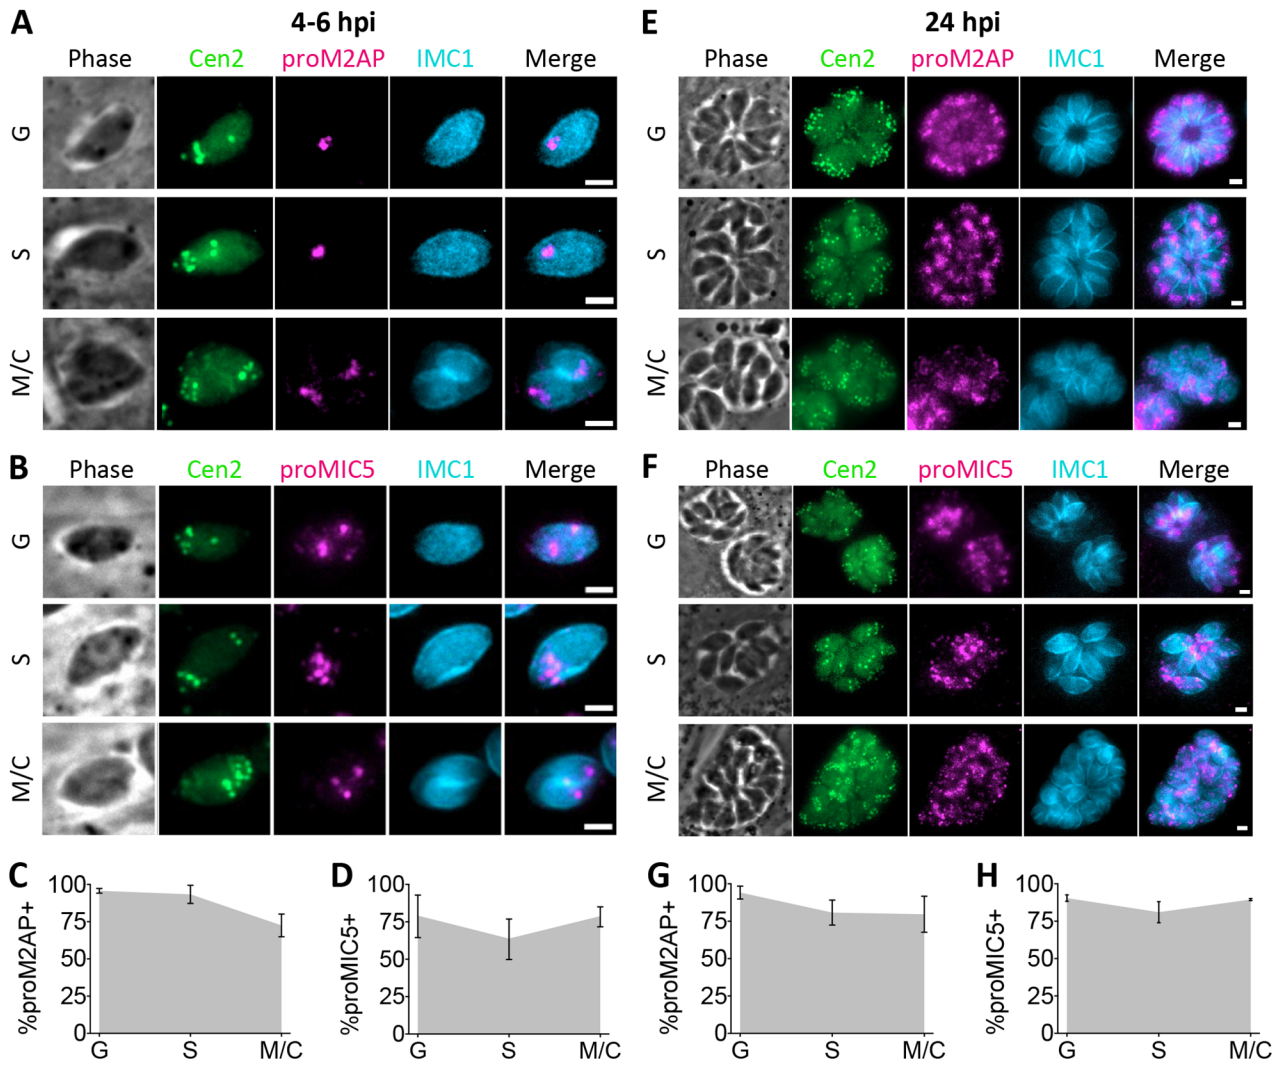 A
4-6 hpi
Phase Cen2 proM2AP IMC1 Merge
G
S
M/C
B
Phase Cen2 proMIC5 IMC1 Merge
G
S
M/C
E
24 hpi
Phase Cen2 proM2AP IMC1 Merge
G
S
M/C
F
Phase Cen2 proMIC5 IMC1 Merge
G
S
M/C
C
%proM2AP+
100
75
50
25
0
G S M/C
D
%proMIC5+
100
75
50
25
0
G S M/C
G
%proM2AP+
100
75
50
25
0
G S M/C
H
%proMIC5+
100
75
50
25
0
G S M/C